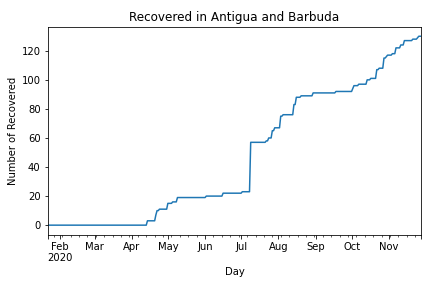 Recovered in Antigua and Barbuda
Number of Recovered
120
100
80
60
40
20
0
Feb Mar Apr May Jun Jul Aug Sep Oct Nov
2020
Day